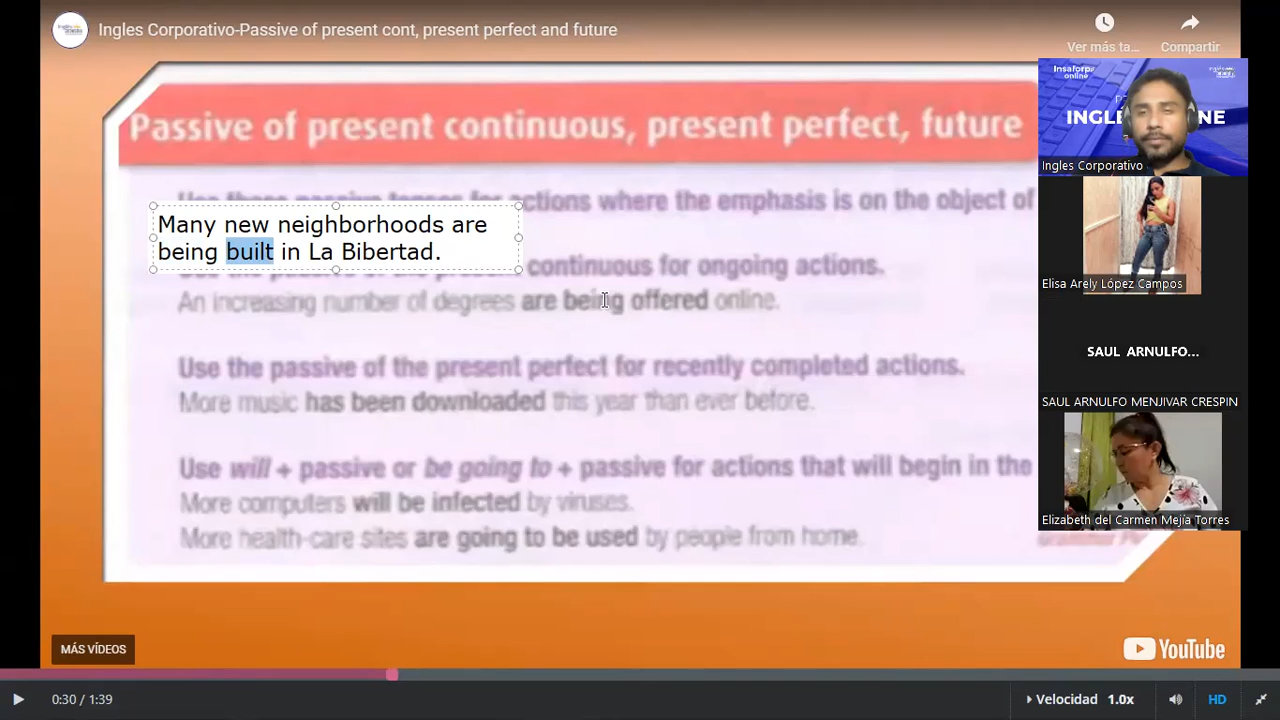 Ingles Corporativo-Passive of present cont, present perfect and future
Ver más ta...
Compartir
Passive of present continuous, present perfect, future
actions where the emphasis is on the object of
Many new neighborhoods are
being built in La Bibertad.
continuous for ongoing actions.
An increasing number of degrees are being offered online.
Use the passive of the present perfect for recently completed actions.
More music has been downloaded this year than ever before.
Use will + passive or be going to + passive for actions that will begin in the
More computers will be infected by viruses.
More health-care sites are going to be used by people from home.
Insaforp
online
INGL NE
Ingles Corporativo
Elisa Arely López Campos
SAUL ARNULFO...
SAUL ARNULFO MENJIVAR CRESPIN
Elizabeth del Carmen Mejía Torres
MÁS VÍDEOS
YouTube
0:30 / 1:39
Velocidad 1.0x
HD